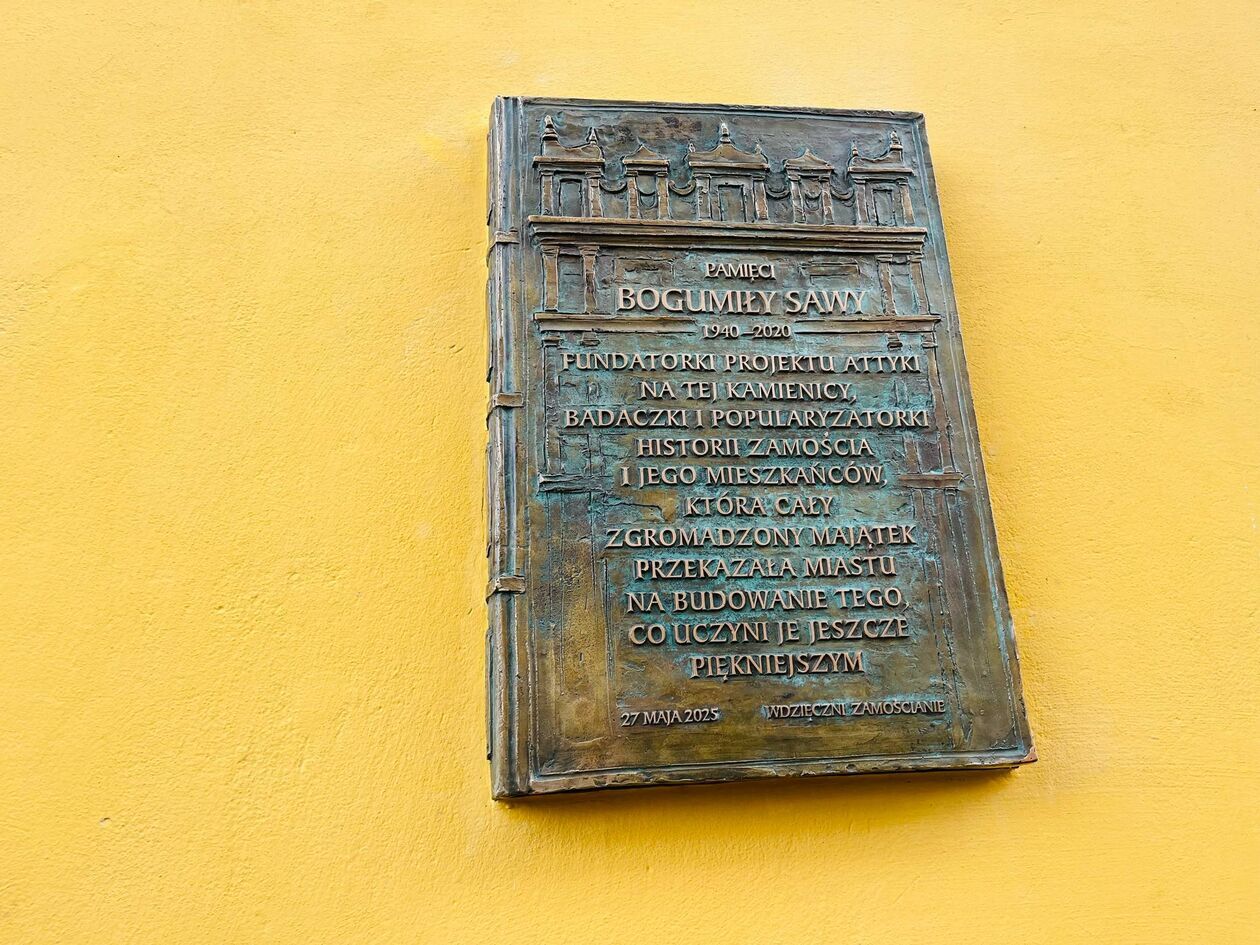 PAMIĘCI
BOGUMIŁY SAWY
1940–2020
FUNDATORKI PROJEKTU ATTYKI
NA TEJ KAMIENICY,
BADACZKI I POPULARYZATORKI
HISTORII ZAMOŚCIA
I JEGO MIESZKAŃCÓW,
KTÓRA CAŁY
ZGROMADZONY MAJĄTEK
PRZEKAZAŁA MIASTU
NA BUDOWANIE TEGO,
CO UCZYNI JE JESZCZE
PIĘKNIEJSZYM
27 MAJA 2025 WDZIĘCZNI ZAMOŚCIANIE